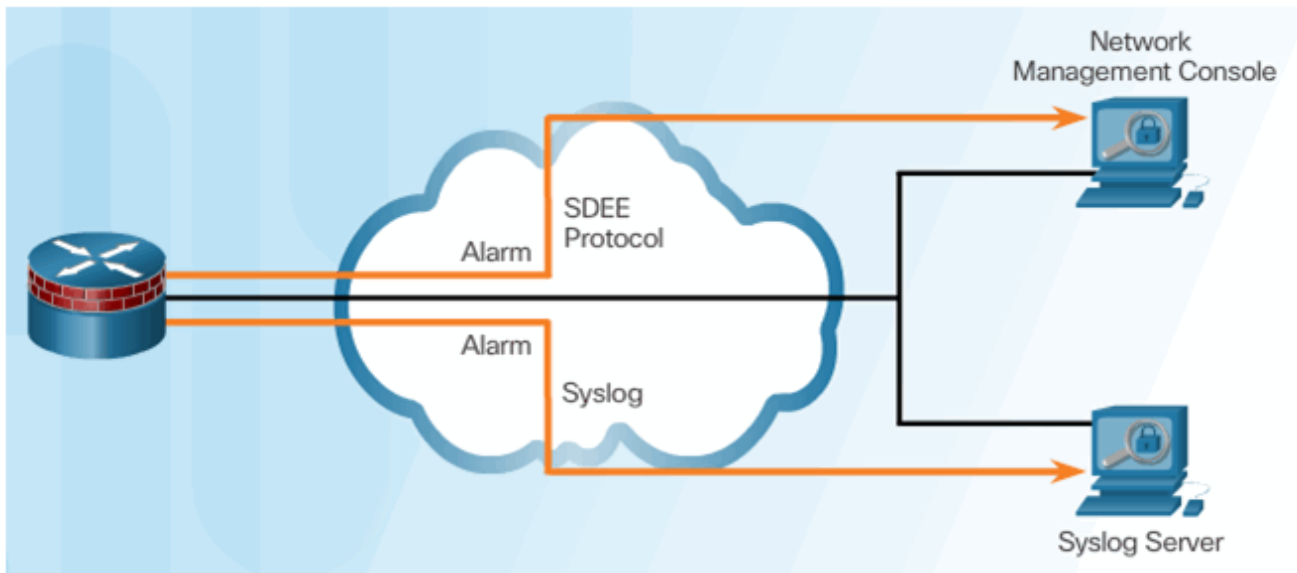 Network
Management Console
SDEE
Protocol
Alarm
Alarm
Syslog
Syslog Server